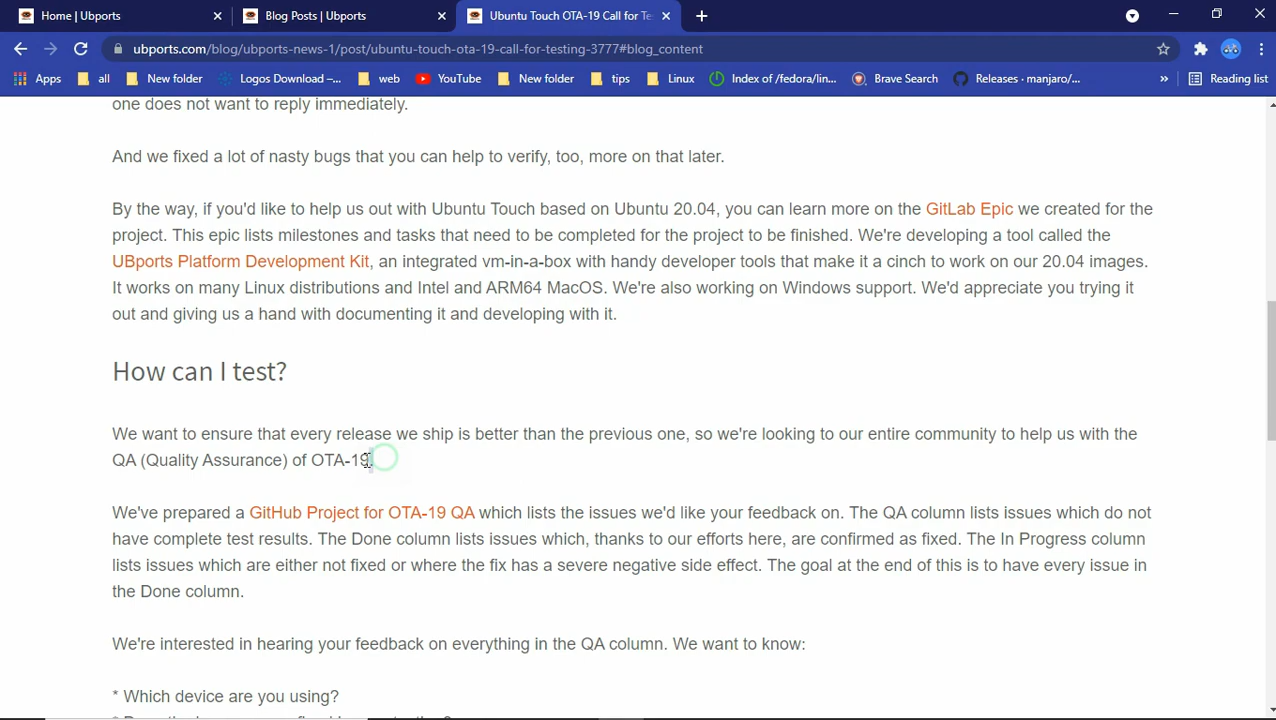 Home | Ubports
Blog Posts | Ubports
Ubuntu Touch OTA-19 Call for Te
ubports.com/blog/ubports-news-1/post/ubuntu-touch-ota-19-call-for-testing-3777#blog_content
Apps all New folder Logos Download –... web YouTube New folder tips Linux Index of /fedora/lin... Brave Search Releases · manjaro/... » Reading list
one does not want to reply immediately.
And we fixed a lot of nasty bugs that you can help to verify, too, more on that later.
By the way, if you'd like to help us out with Ubuntu Touch based on Ubuntu 20.04, you can learn more on the GitLab Epic we created for the
project. This epic lists milestones and tasks that need to be completed for the project to be finished. We're developing a tool called the
UBports Platform Development Kit, an integrated vm-in-a-box with handy developer tools that make it a cinch to work on our 20.04 images.
It works on many Linux distributions and Intel and ARM64 MacOS. We're also working on Windows support. We'd appreciate you trying it
out and giving us a hand with documenting it and developing with it.
How can I test?
We want to ensure that every release we ship is better than the previous one, so we're looking to our entire community to help us with the
QA (Quality Assurance) of OTA-19.
We've prepared a GitHub Project for OTA-19 QA which lists the issues we'd like your feedback on. The QA column lists issues which do not
have complete test results. The Done column lists issues which, thanks to our efforts here, are confirmed as fixed. The In Progress column
lists issues which are either not fixed or where the fix has a severe negative side effect. The goal at the end of this is to have every issue in
the Done column.
We're interested in hearing your feedback on everything in the QA column. We want to know:
* Which device are you using?